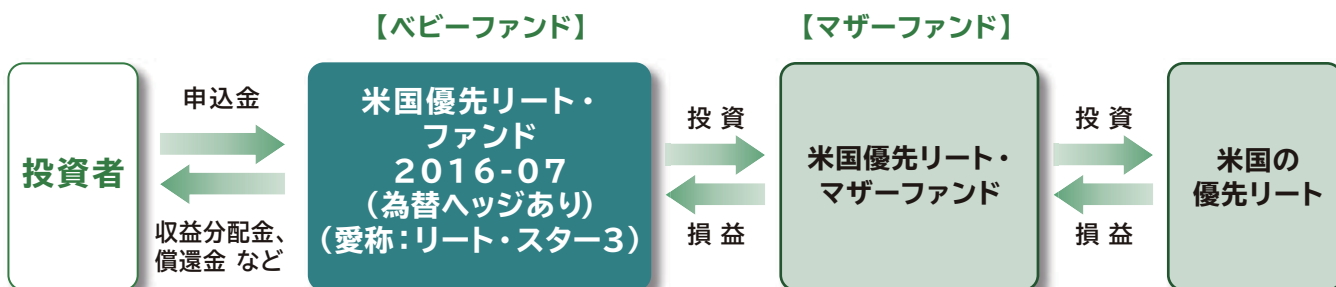 【ベビーファンド】
【マザーファンド】
投資者
申込金
収益分配金、
償還金 など
米国優先リート・
ファンド
2016-07
（為替ヘッジあり）
（愛称：リート・スター3）
投 資
損 益
米国優先リート・
マザーファンド
投 資
損 益
米国の
優先リート